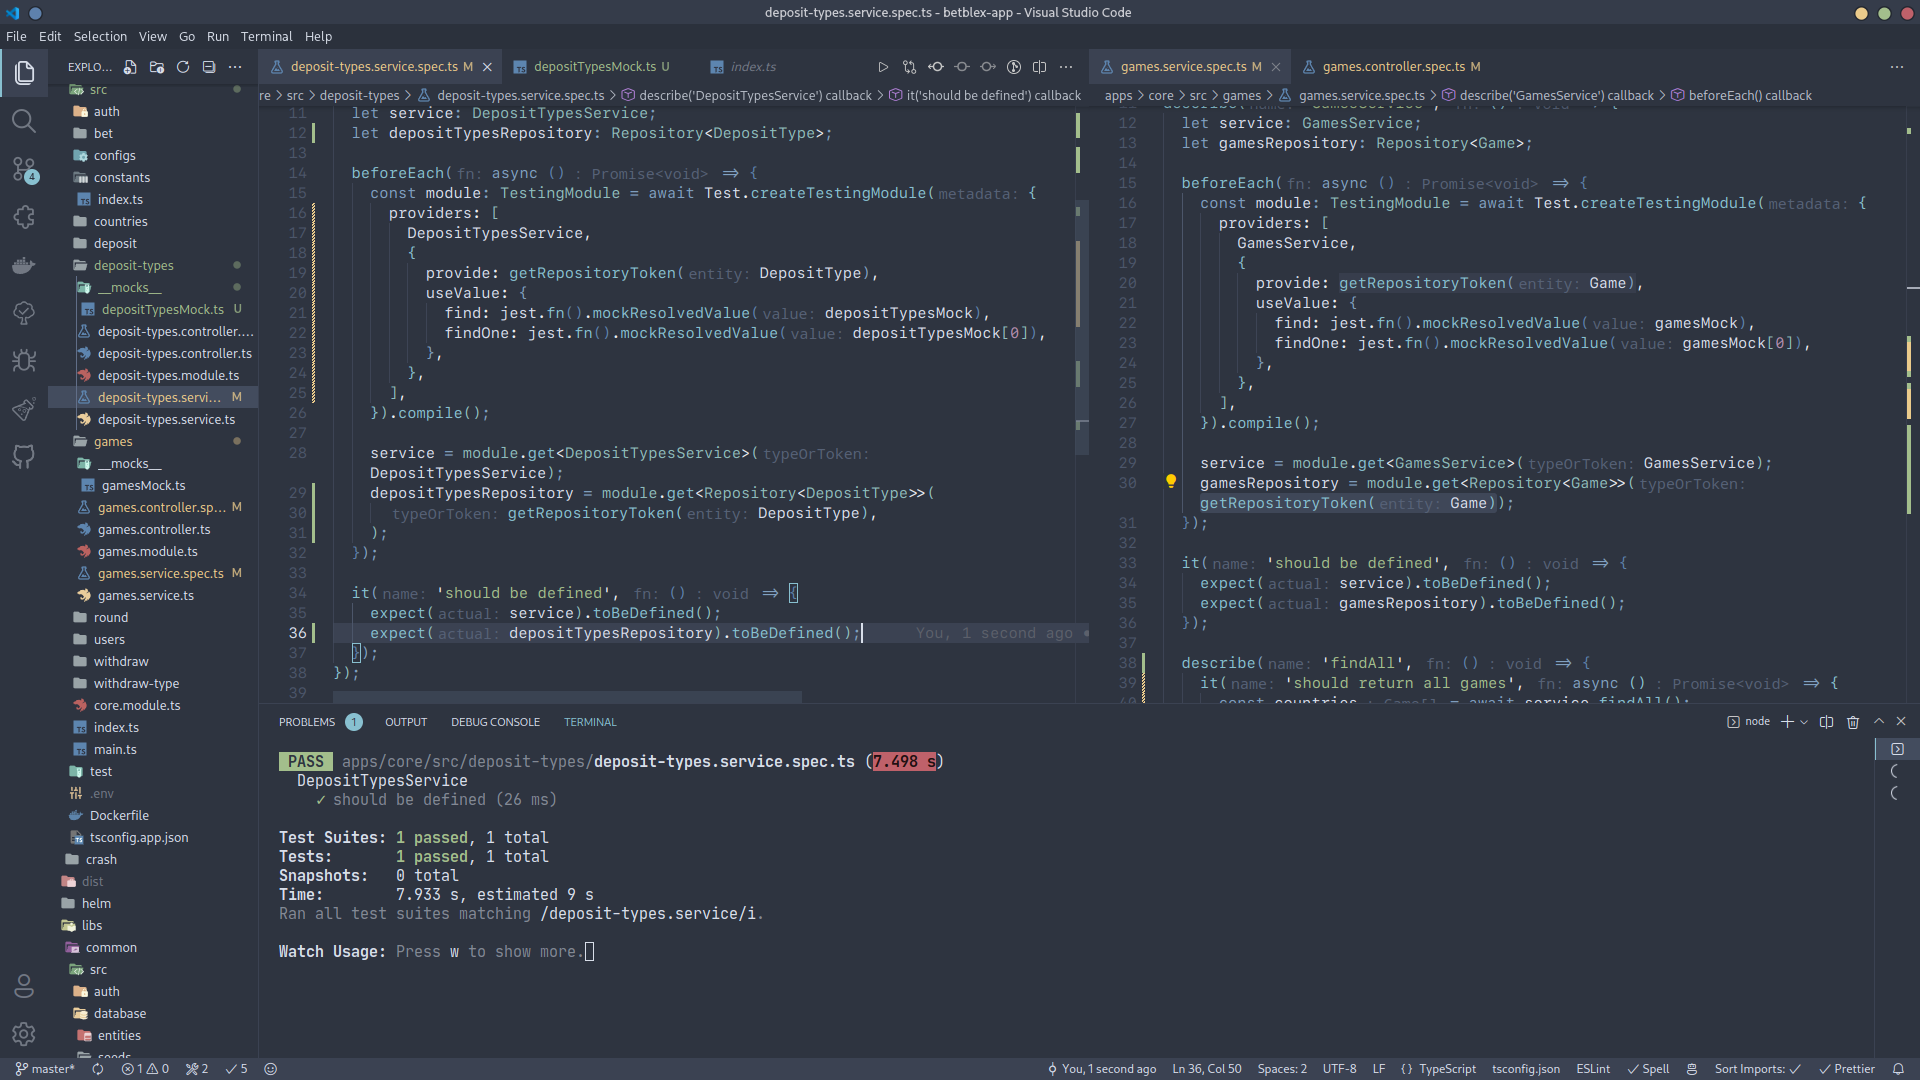 deposit-types.service.spec.ts - betblex-app - Visual Studio Code
File Edit Selection View Go Run Terminal Help
EXPLO...
src
auth
bet
configs
constants
index.ts
countries
deposit
deposit-types
__mocks__
depositTypesMock.ts U
deposit-types.controller....
deposit-types.controller.ts
deposit-types.module.ts
deposit-types.servi... M
deposit-types.service.ts
games
__mocks__
gamesMock.ts
games.controller.sp... M
games.controller.ts
games.module.ts
games.service.spec.ts M
games.service.ts
round
users
withdraw
withdraw-type
core.module.ts
index.ts
main.ts
test
.env
Dockerfile
tsconfig.app.json
crash
dist
helm
libs
common
src
auth
database
entities
seeds
4
deposit-types.service.spec.ts M
depositTypesMock.ts U
index.ts
re > src > deposit-types > deposit-types.service.spec.ts > describe('DepositTypesService') callback > it('should be defined') callback
11 let service: DepositTypesService;
12 let depositTypesRepository: Repository<DepositType>;
13
14 beforeEach(fn: async () : Promise<void> => {
15 const module: TestingModule = await Test.createTestingModule(metadata: {
16 providers: [
17 DepositTypesService,
18 {
19 provide: getRepositoryToken(entity: DepositType),
20 useValue: {
21 find: jest.fn().mockResolvedValue(value: depositTypesMock),
22 findOne: jest.fn().mockResolvedValue(value: depositTypesMock[0]),
23 },
24 },
25 ],
26 }).compile();
27
28 service = module.get<DepositTypesService>(typeOrToken:
DepositTypesService);
29 depositTypesRepository = module.get<Repository<DepositType>>(
30 typeOrToken: getRepositoryToken(entity: DepositType),
31 );
32 });
33
34 it(name: 'should be defined', fn: () : void => {
35 expect(actual: service).toBeDefined();
36 expect(actual: depositTypesRepository).toBeDefined(); You, 1 second ago
37 });
38 });
39
games.service.spec.ts M
games.controller.spec.ts M
apps > core > src > games > games.service.spec.ts > describe('GamesService') callback > beforeEach() callback
12 let service: GamesService;
13 let gamesRepository: Repository<Game>;
14
15 beforeEach(fn: async () : Promise<void> => {
16 const module: TestingModule = await Test.createTestingModule(metadata: {
17 providers: [
18 GamesService,
19 {
20 provide: getRepositoryToken(entity: Game),
21 useValue: {
22 find: jest.fn().mockResolvedValue(value: gamesMock),
23 findOne: jest.fn().mockResolvedValue(value: gamesMock[0]),
24 },
25 },
26 ],
27 }).compile();
28
29 service = module.get<GamesService>(typeOrToken: GamesService);
30 gamesRepository = module.get<Repository<Game>>(typeOrToken:
getRepositoryToken(entity: Game));
31 });
32
33 it(name: 'should be defined', fn: () : void => {
34 expect(actual: service).toBeDefined();
35 expect(actual: gamesRepository).toBeDefined();
36 });
37
38 describe(name: 'findAll', fn: () : void => {
39 it(name: 'should return all games', fn: async () : Promise<void> => {
40 const countries : Game[] = await service.findAll();
PROBLEMS 1 OUTPUT DEBUG CONSOLE TERMINAL
node
PASS apps/core/src/deposit-types/deposit-types.service.spec.ts (7.498 s)
DepositTypesService
✓ should be defined (26 ms)
Test Suites: 1 passed, 1 total
Tests: 1 passed, 1 total
Snapshots: 0 total
Time: 7.933 s, estimated 9 s
Ran all test suites matching /deposit-types.service/i.
Watch Usage: Press w to show more.
master* 1 0 2 5 You, 1 second ago Ln 36, Col 50 Spaces: 2 UTF-8 LF { } TypeScript tsconfig.json ESLint ✓ Spell Sort Imports: ✓ ✓ Prettier